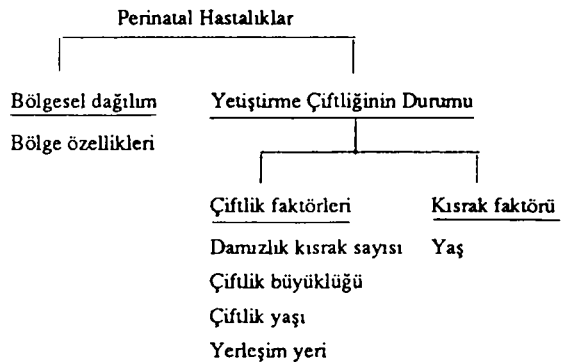 Perinatal Hastalıklar
Bölgesel dağılım Yetiştirme Çiftliğinin Durumu
Bölge özellikleri
Çiftlik faktörleri Kısrak faktörü
Damızlık kısrak sayısı Yaş
Çiftlik büyüklüğü
Çiftlik yaşı
Yerleşim yeri